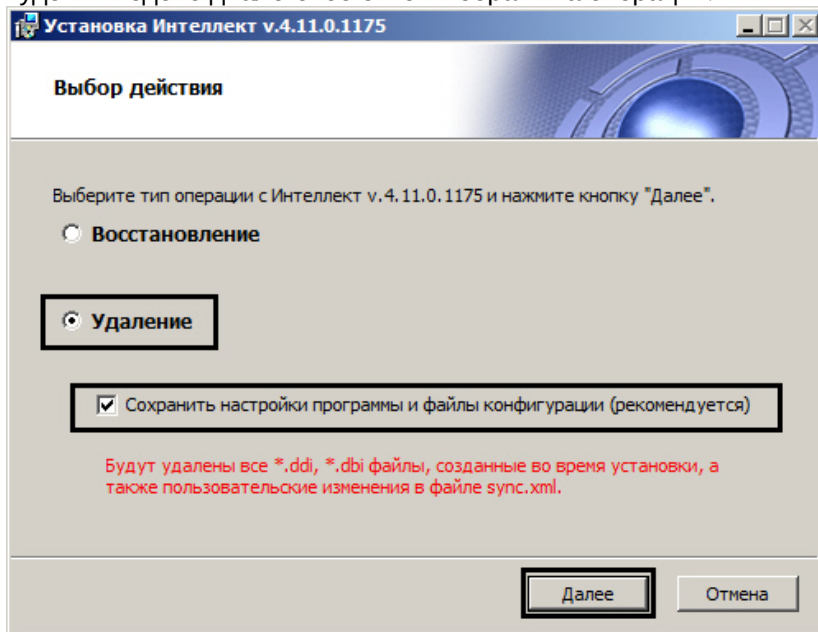 Установка Интеллект v.4.11.0.1175
Выбор действия
Выберите тип операции с Интеллект v.4.11.0.1175 и нажмите кнопку "Далее".
Восстановление
Удаление
Сохранить настройки программы и файлы конфигурации (рекомендуется)
Будут удалены все *.ddi, *.dbi файлы, созданные во время установки, а
также пользовательские изменения в файле sync.xml.
Далее
Отмена